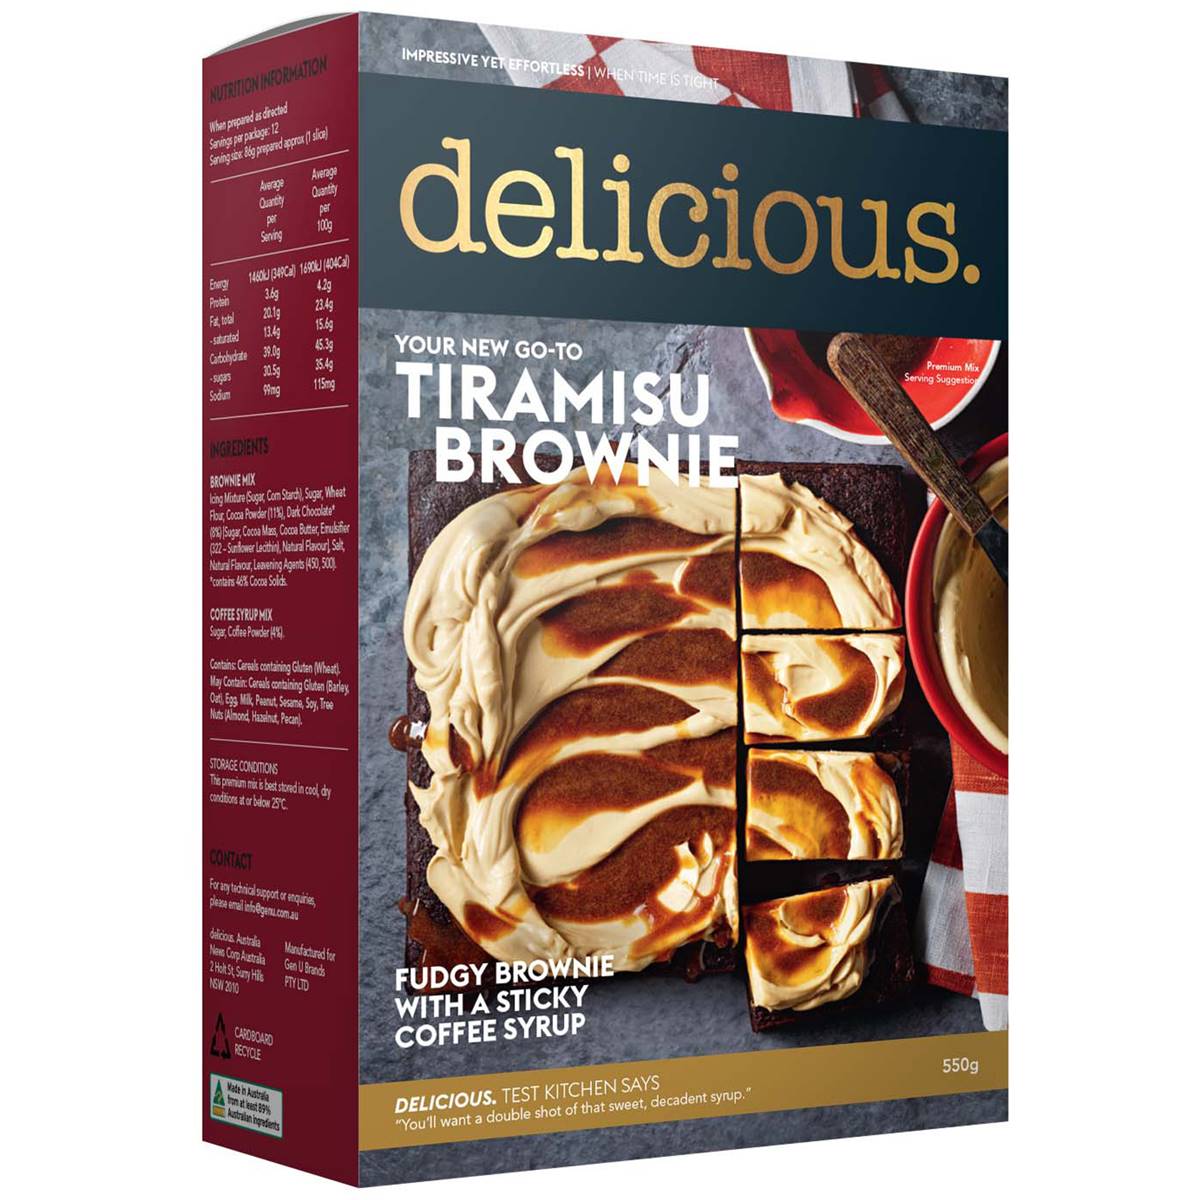 NUTRITION INFORMATION
When prepared as directed
Servings per package: 12
Serving size: 86g prepared approx (1 slice)
Average Quantity per Serving
Average Quantity per 100g
Energy 1460kJ (349Cal) 1690kJ (404Cal)
Protein 3.6g 4.2g
Fat, total 20.1g 23.4g
- saturated 13.4g 15.6g
Carbohydrate 39.0g 45.3g
- sugars 30.5g 35.4g
Sodium 99mg 115mg
INGREDIENTS
BROWNIE MIX
Icing Mixture (Sugar, Corn Starch), Sugar, Wheat
Flour, Cocoa Powder (11%), Dark Chocolate*
(8%) [Sugar, Cocoa Mass, Cocoa Butter, Emulsifier
(322 – Sunflower Lecithin), Natural Flavour], Salt,
Natural Flavour, Leavening Agents (450, 500).
*contains 46% Cocoa Solids.
COFFEE SYRUP MIX
Sugar, Coffee Powder (4%).
Contains: Cereals containing Gluten (Wheat).
May Contain: Cereals containing Gluten (Barley,
Oat), Egg, Milk, Peanut, Sesame, Soy, Tree
Nuts (Almond, Hazelnut, Pecan).
STORAGE CONDITIONS
This premium mix is best stored in cool, dry
conditions at or below 25°C.
CONTACT
For any technical support or enquiries,
please email info@genu.com.au
delicious. Australia
News Corp Australia
2 Holt St, Surry Hills
NSW 2010
Manufactured for
Gen U Brands
PTY LTD
CARDBOARD
RECYCLE
Made in Australia
from at least 89%
Australian ingredients
IMPRESSIVE YET EFFORTLESS | WHEN TIME IS TIGHT
delicious.
YOUR NEW GO-TO
TIRAMISU
BROWNIE
Premium Mix
Serving Suggestion
FUDGY BROWNIE
WITH A STICKY
COFFEE SYRUP
550g
DELICIOUS. TEST KITCHEN SAYS
"You'll want a double shot of that sweet, decadent syrup."